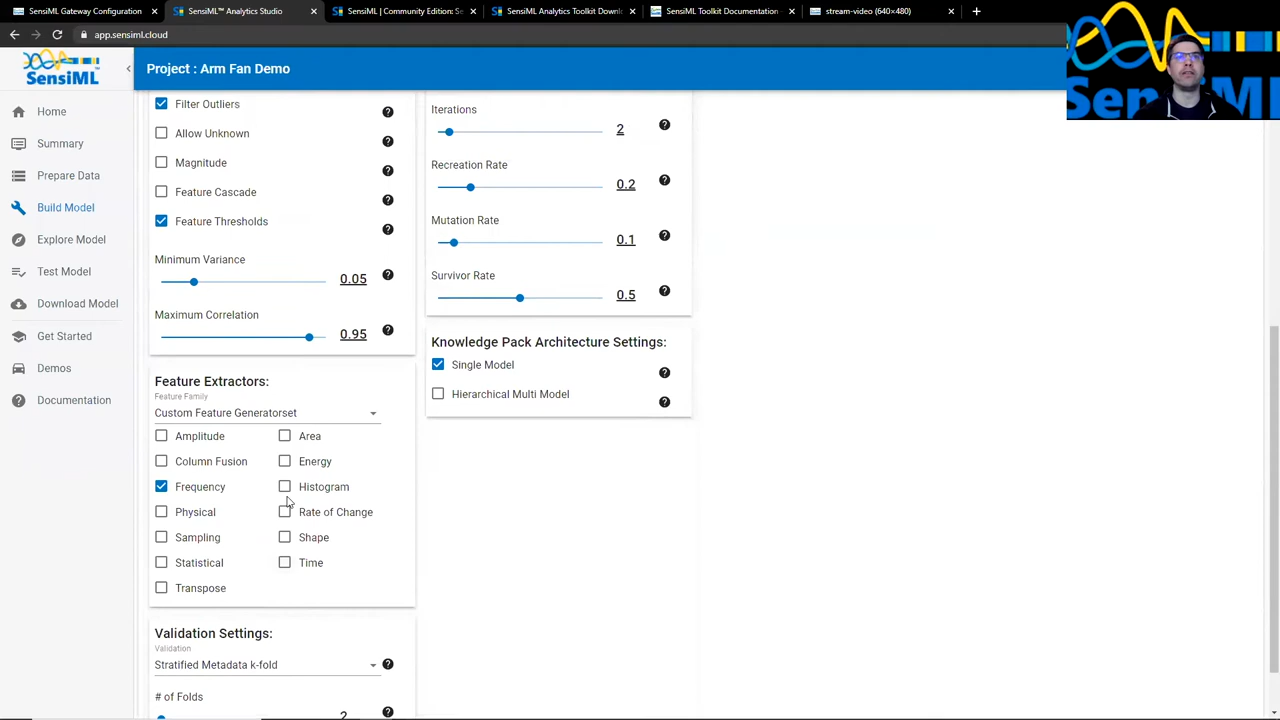 SensiML Gateway Configuration
SensiML™ Analytics Studio
SensiML | Community Edition: S
SensiML Analytics Toolkit Downl
SensiML Toolkit Documentation
stream-video (640×480)
app.sensiml.cloud
SensiML
Project : Arm Fan Demo
Home
Summary
Prepare Data
Build Model
Explore Model
Test Model
Download Model
Get Started
Demos
Documentation
Filter Outliers
Allow Unknown
Magnitude
Feature Cascade
Feature Thresholds
Minimum Variance
0.05
Maximum Correlation
0.95
Feature Extractors:
Feature Family
Custom Feature Generatorset
Amplitude
Area
Column Fusion
Energy
Frequency
Histogram
Physical
Rate of Change
Sampling
Shape
Statistical
Time
Transpose
Validation Settings:
Validation
Stratified Metadata k-fold
# of Folds
2
Iterations
2
Recreation Rate
0.2
Mutation Rate
0.1
Survivor Rate
0.5
Knowledge Pack Architecture Settings:
Single Model
Hierarchical Multi Model